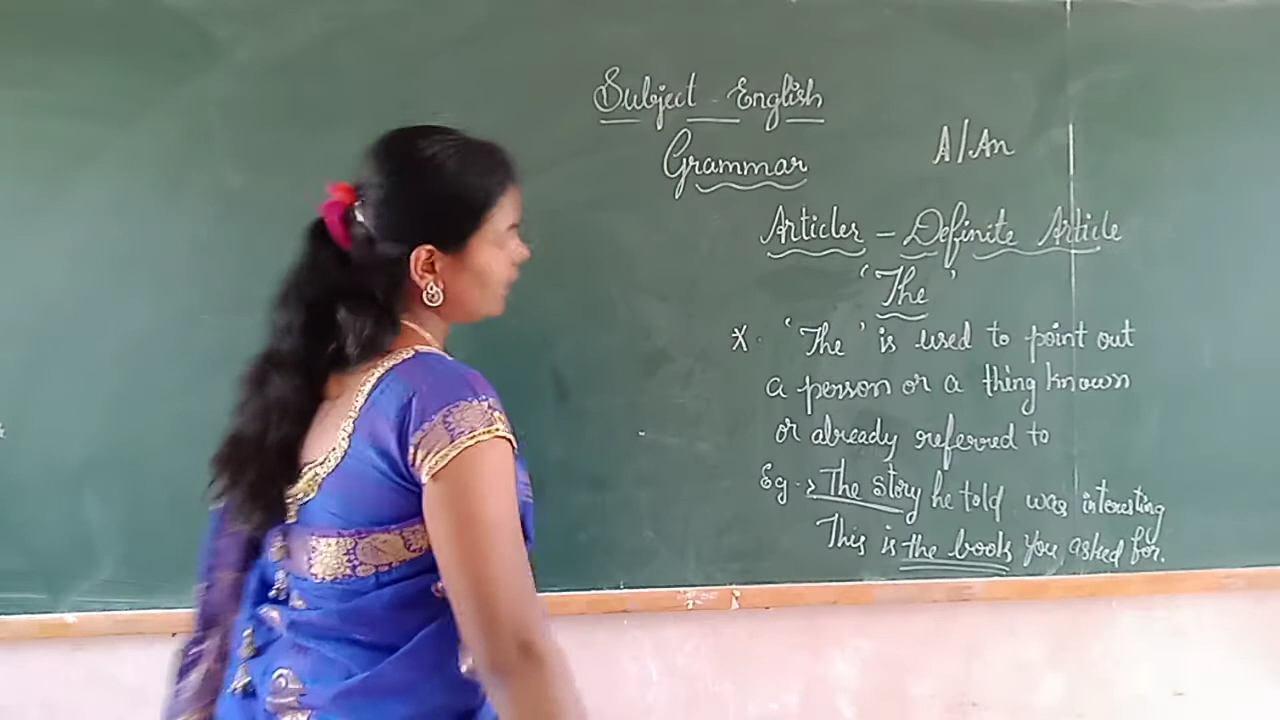 Subject - English
Grammar
A/An
Articles - Definite Article
'The'
* 'The' is used to point out
a person or a thing known
or already referred to
Eg :> The story he told was interesting
This is the book you asked for.